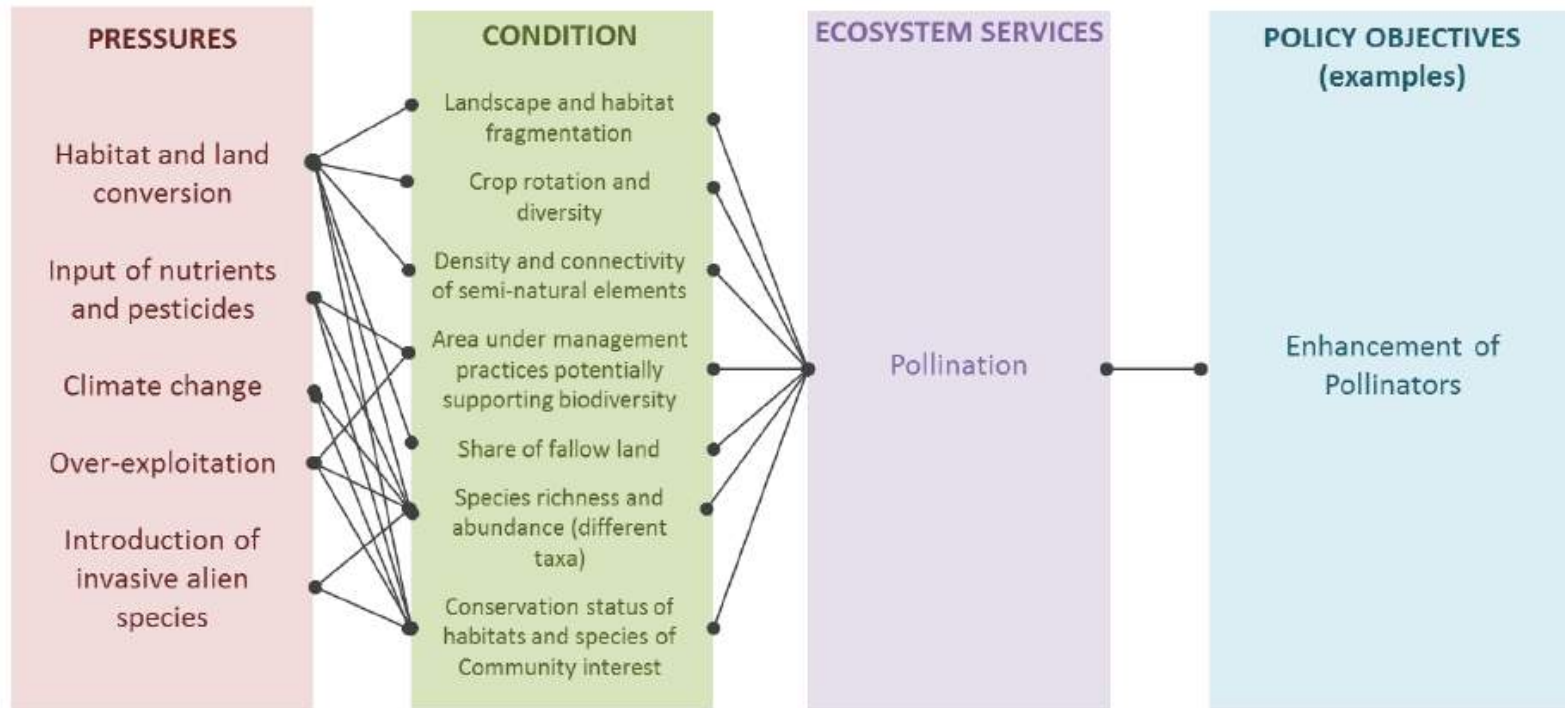 PRESSURES
Habitat and land
conversion
Input of nutrients
and pesticides
Climate change
Over-exploitation
Introduction of
invasive alien
species
CONDITION
Landscape and habitat
fragmentation
Crop rotation and
diversity
Density and connectivity
of semi-natural elements
Area under management
practices potentially
supporting biodiversity
Share of fallow land
Species richness and
abundance (different
taxa)
Conservation status of
habitats and species of
Community interest
ECOSYSTEM SERVICES
Pollination
POLICY OBJECTIVES
(examples)
Enhancement of
Pollinators